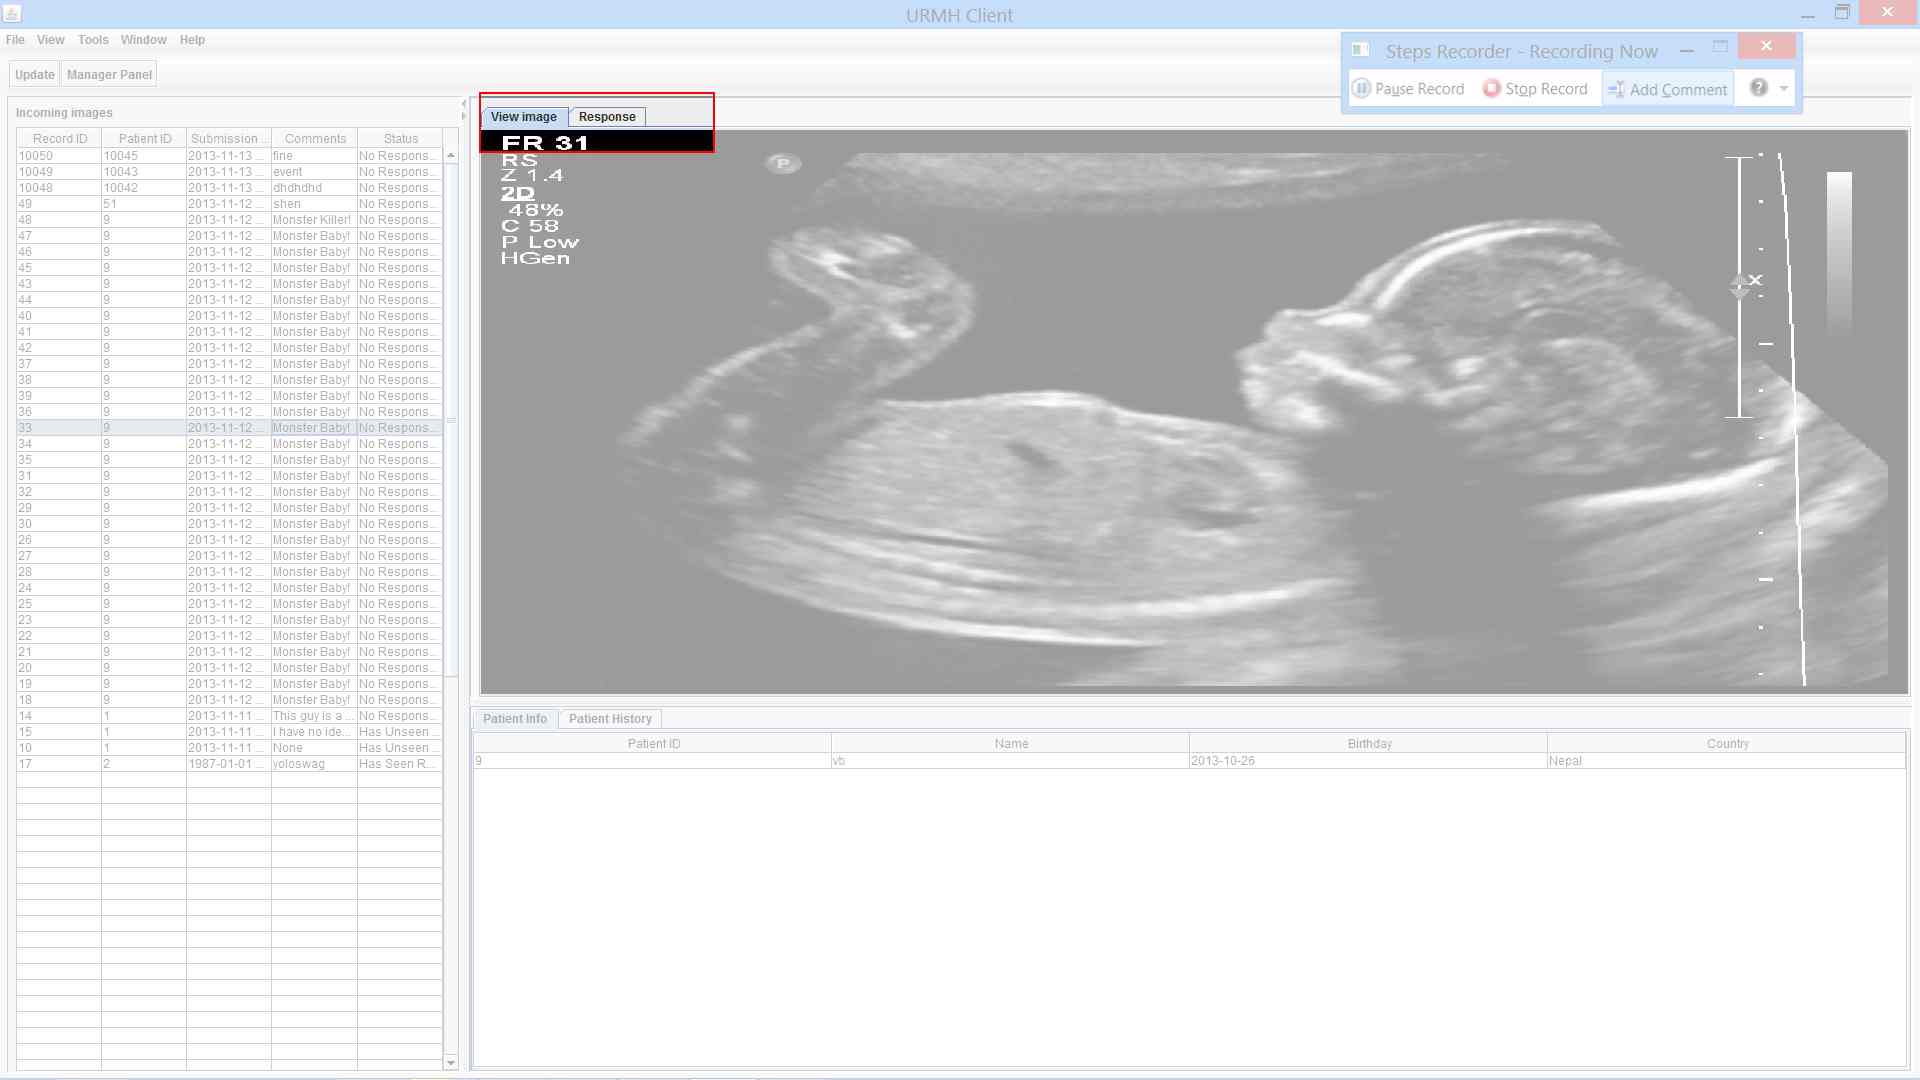 URMH Client
File View Tools Window Help
Steps Recorder - Recording Now
Pause Record Stop Record Add Comment
Update Manager Panel
Incoming images
Record ID Patient ID Submission ... Comments Status
10050 10045 2013-11-13 ... fine No Respons...
10049 10043 2013-11-13 ... event No Respons...
10048 10042 2013-11-13 ... dhdhdhd No Respons...
49 51 2013-11-12 ... shen No Respons...
48 9 2013-11-12 ... Monster Killer! No Respons...
47 9 2013-11-12 ... Monster Baby! No Respons...
46 9 2013-11-12 ... Monster Baby! No Respons...
45 9 2013-11-12 ... Monster Baby! No Respons...
43 9 2013-11-12 ... Monster Baby! No Respons...
44 9 2013-11-12 ... Monster Baby! No Respons...
40 9 2013-11-12 ... Monster Baby! No Respons...
41 9 2013-11-12 ... Monster Baby! No Respons...
42 9 2013-11-12 ... Monster Baby! No Respons...
37 9 2013-11-12 ... Monster Baby! No Respons...
38 9 2013-11-12 ... Monster Baby! No Respons...
39 9 2013-11-12 ... Monster Baby! No Respons...
36 9 2013-11-12 ... Monster Baby! No Respons...
33 9 2013-11-12 ... Monster Baby! No Respons...
34 9 2013-11-12 ... Monster Baby! No Respons...
35 9 2013-11-12 ... Monster Baby! No Respons...
31 9 2013-11-12 ... Monster Baby! No Respons...
32 9 2013-11-12 ... Monster Baby! No Respons...
29 9 2013-11-12 ... Monster Baby! No Respons...
30 9 2013-11-12 ... Monster Baby! No Respons...
26 9 2013-11-12 ... Monster Baby! No Respons...
27 9 2013-11-12 ... Monster Baby! No Respons...
28 9 2013-11-12 ... Monster Baby! No Respons...
24 9 2013-11-12 ... Monster Baby! No Respons...
25 9 2013-11-12 ... Monster Baby! No Respons...
23 9 2013-11-12 ... Monster Baby! No Respons...
22 9 2013-11-12 ... Monster Baby! No Respons...
21 9 2013-11-12 ... Monster Baby! No Respons...
20 9 2013-11-12 ... Monster Baby! No Respons...
19 9 2013-11-12 ... Monster Baby! No Respons...
18 9 2013-11-12 ... Monster Baby! No Respons...
14 1 2013-11-11 ... This guy is a ... No Respons...
15 1 2013-11-11 ... I have no ide... Has Unseen ...
10 1 2013-11-11 ... None Has Unseen ...
17 2 1987-01-01 ... yoloswag Has Seen R...
View image Response
FR 31
RS
Z 1.4
2D
48%
C 58
P Low
HGen
P
X
Patient Info Patient History
Patient ID Name Birthday Country
9 vb 2013-10-26 Nepal